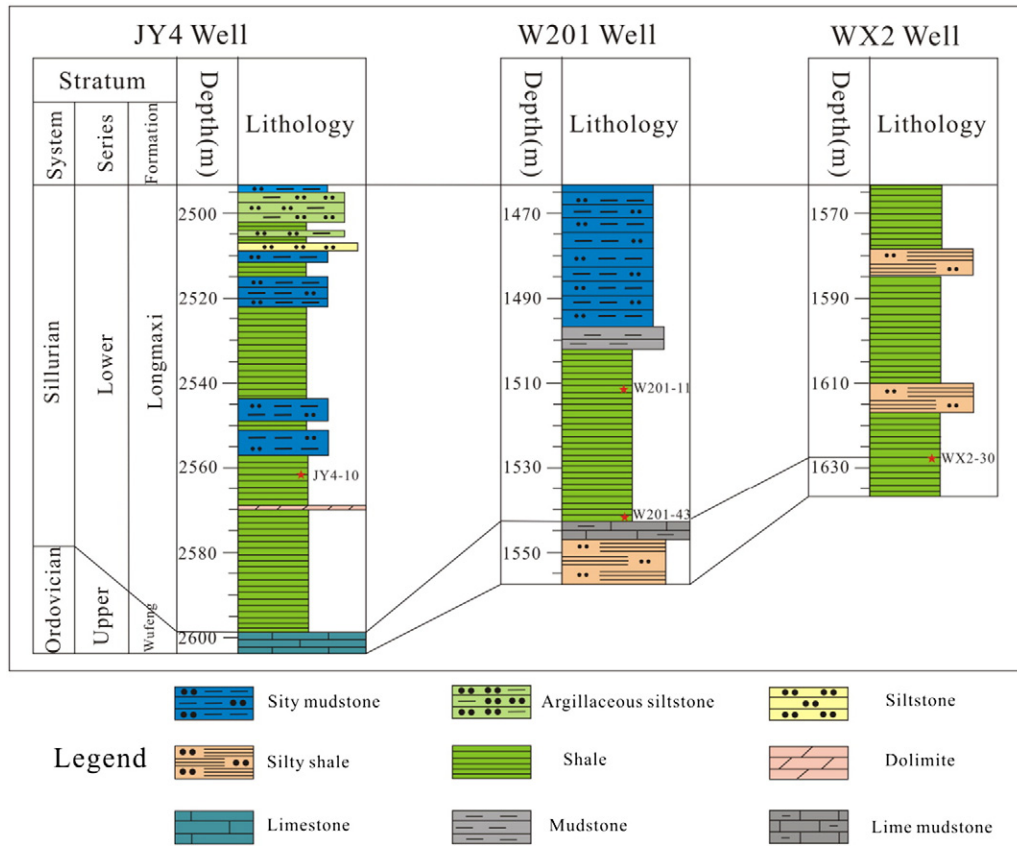 JY4 Well
W201 Well
WX2 Well
Stratum
System
Series
Formation
Depth(m)
Lithology
Depth(m)
Lithology
Depth(m)
Lithology
Sillurian
Lower
Longmaxi
Ordovician
Upper
Wufeng
2500
2520
2540
2560
2580
2600
JY4-10
1470
1490
1510
1530
1550
W201-11
W201-43
1570
1590
1610
1630
WX2-30
Legend
Sity mudstone
Argillaceous siltstone
Siltstone
Silty shale
Shale
Dolimite
Limestone
Mudstone
Lime mudstone